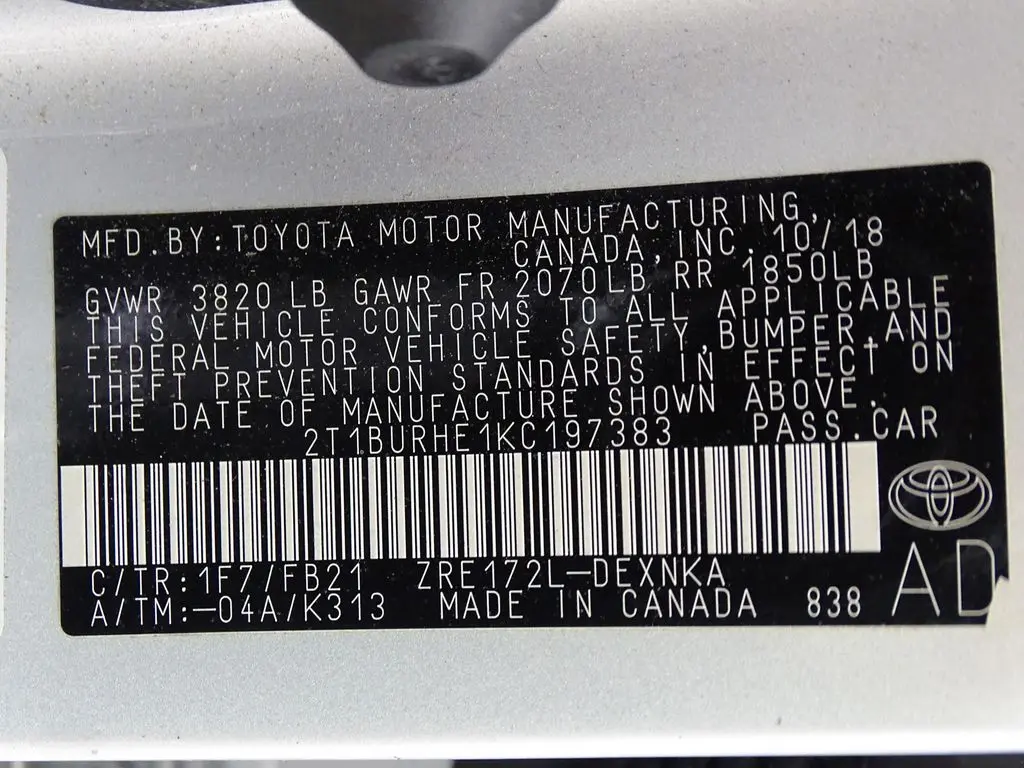 MFD.BY:TOYOTA MOTOR MANUFACTURING,
CANADA,INC.10/18
GVWR 3820LB GAWR FR 2070LB RR 1850LB
THIS VEHICLE CONFORMS TO ALL APPLICABLE
FEDERAL MOTOR VEHICLE SAFETY,BUMPER,AND
THEFT PREVENTION STANDARDS IN EFFECT ON
THE DATE OF MANUFACTURE SHOWN ABOVE.
2T1BURHE1KC197383 PASS.CAR
C/TR:1F7/FB21 ZRE172L-DEXNKA
A/TM:-04A/K313 MADE IN CANADA 838
AD